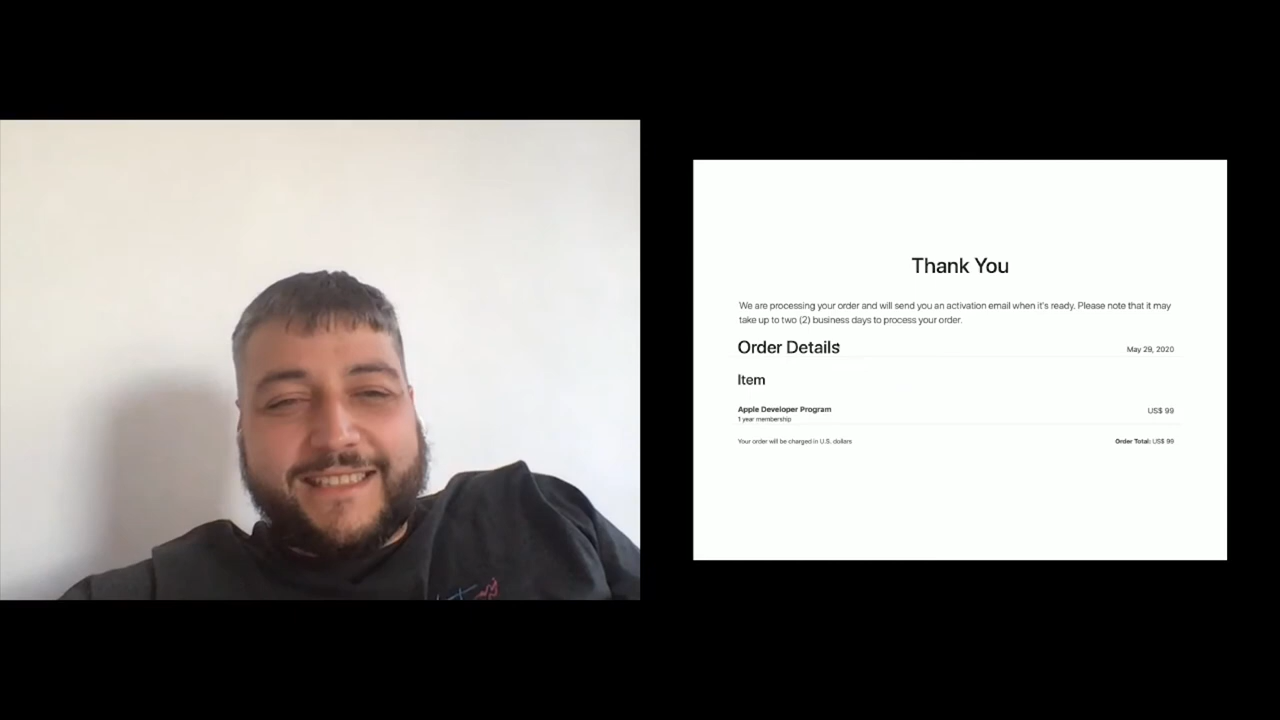 Thank You
We are processing your order and will send you an activation email when it's ready. Please note that it may
take up to two (2) business days to process your order.
Order Details May 29, 2020
Item
Apple Developer Program US$ 99
1 year membership
Your order will be charged in U.S. dollars Order Total: US$ 99